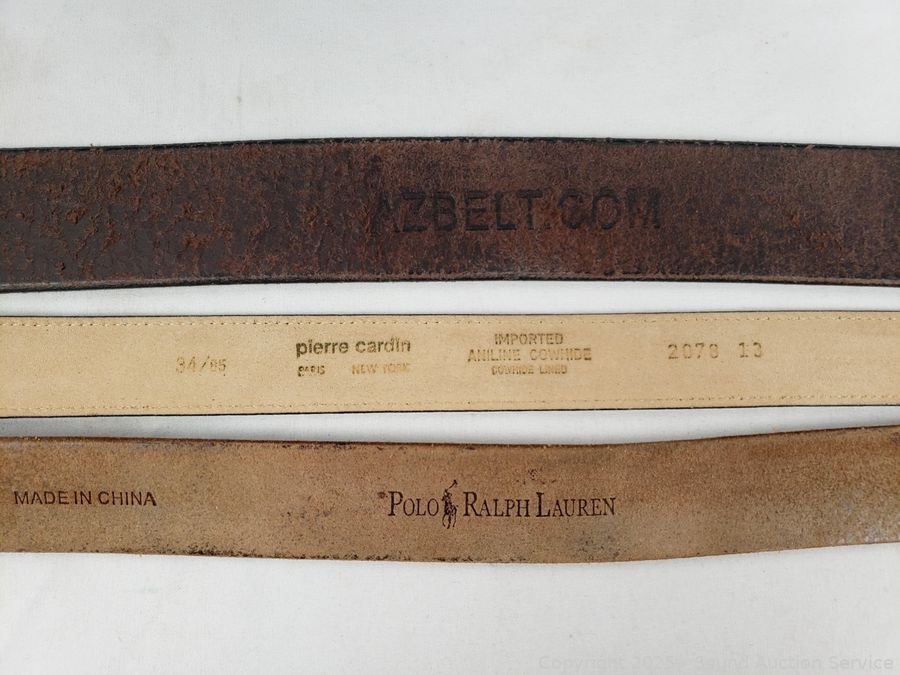 AZBELT.COM
34/85 pierre cardin IMPORTED 2078 13
PARIS NEW YORK ANILINE COWHIDE
COWHIDE LINED
MADE IN CHINA POLO RALPH LAUREN
Copyright 2025 - 3sund Auction Service